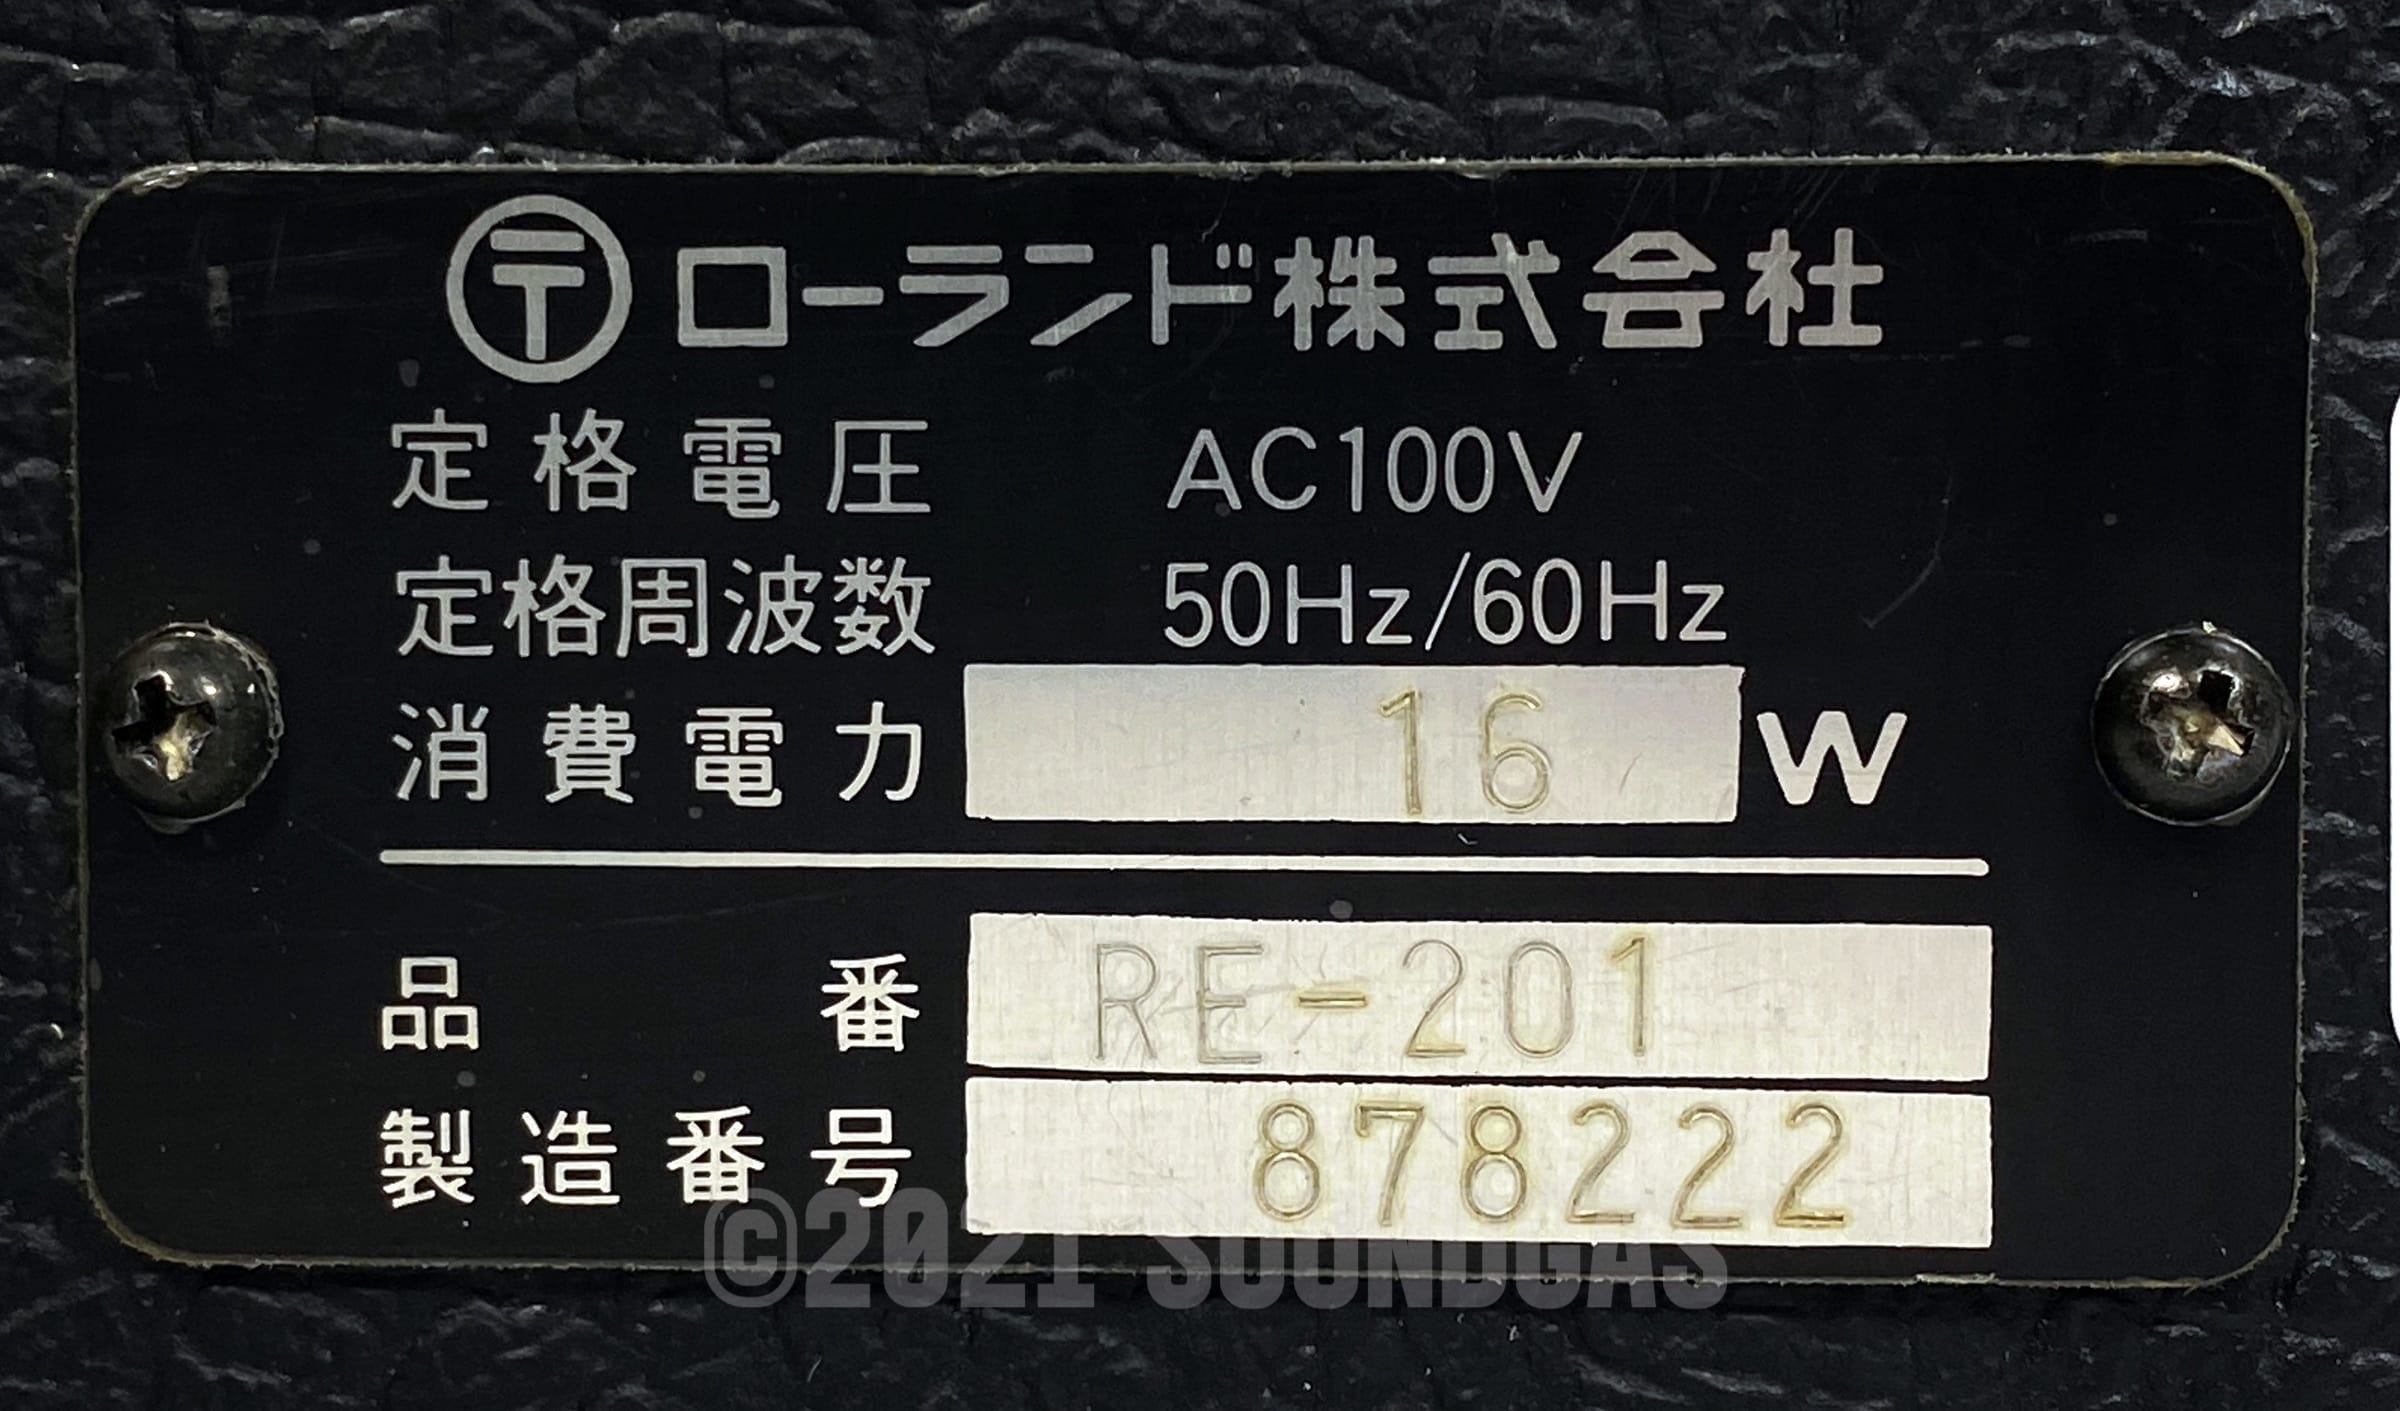 〒 ローランド株式会社
定格電圧 AC100V
定格周波数 50Hz/60Hz
消費電力 16 W
品番 RE-201
製造番号 878222
©2021 SOUNDGAS